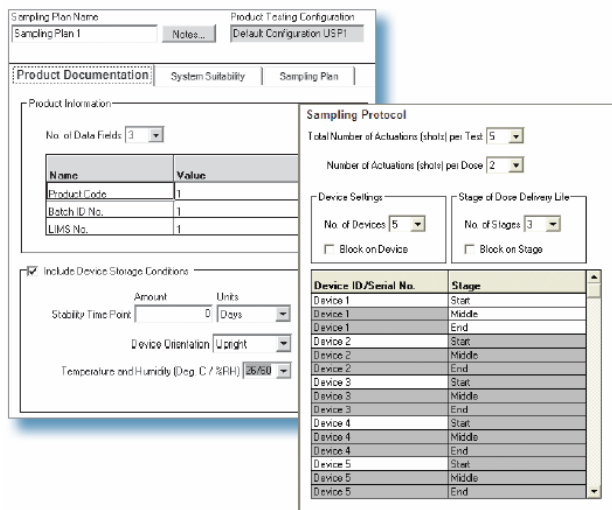 Sampling Plan Name
Product Testing Configuration
Sampling Plan 1
Notes...
Default Configuration USP1
Product Documentation
System Suitability
Sampling Plan
Product Information
No. of Data Fields 3
Name Value
Product Code 1
Batch ID No. 1
LIMS No. 1
Include Device Storage Conditions
Amount Units
Stability Time Point 0 Days
Device Orientation Upright
Temperature and Humidity (Deg. C / %RH) 26/60
Sampling Protocol
Total Number of Actuations (shots) per Test 5
Number of Actuations (shots) per Dose 2
Device Settings
No. of Devices 5
Block on Device
Stage of Dose Delivery Life
No. of Stages 3
Block on Stage
Device ID./Serial No. Stage
Device 1 Start
Device 1 Middle
Device 1 End
Device 2 Start
Device 2 Middle
Device 2 End
Device 3 Start
Device 3 Middle
Device 3 End
Device 4 Start
Device 4 Middle
Device 4 End
Device 5 Start
Device 5 Middle
Device 5 End